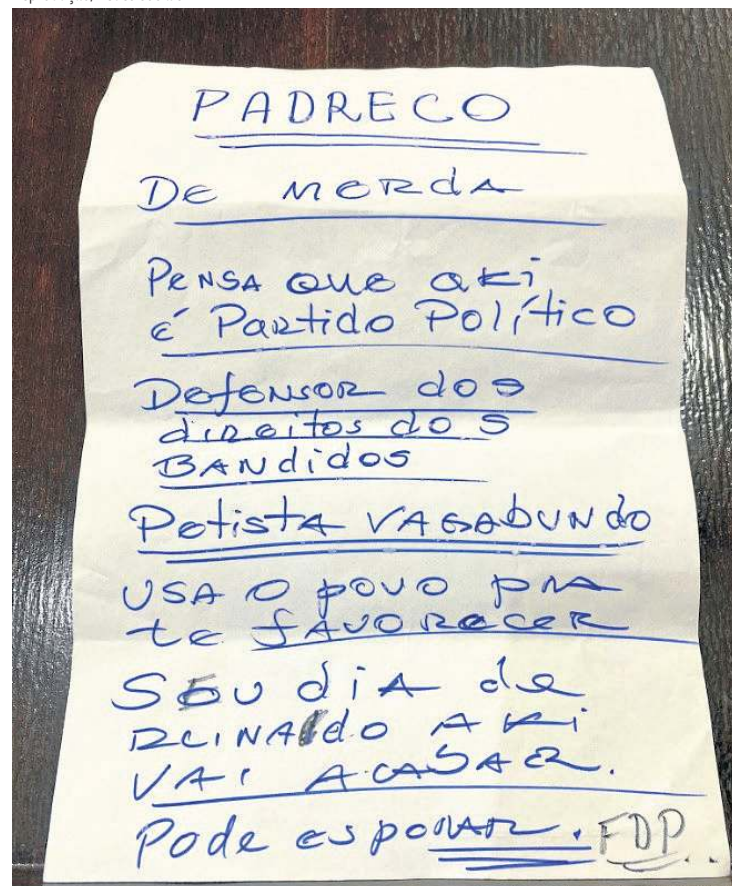 PADRECO
De merda
Pensa que aki
é Partido Político
Defensor dos
direitos dos
Bandidos
Petista VAGAbundo
USA O povo pra
te FAVOrecer
Seu diA de
reinAdo Aki
VAi AcabAr.
Pode esperAr. FDP..